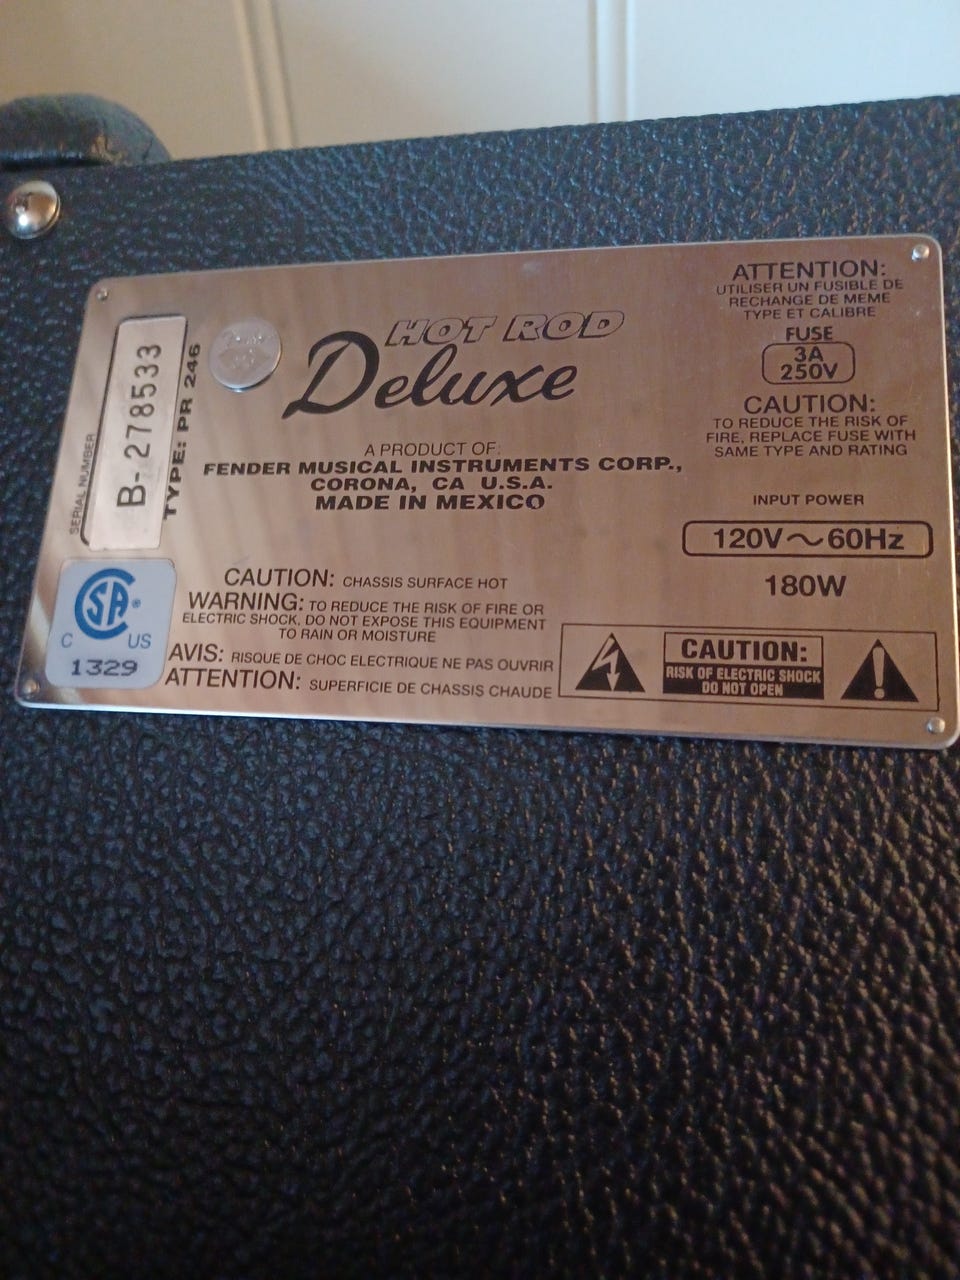 SERIAL NUMBER
B-278533
TYPE: PR 246
HOT ROD
Deluxe
A PRODUCT OF:
FENDER MUSICAL INSTRUMENTS CORP.,
CORONA, CA U.S.A.
MADE IN MEXICO
CAUTION: CHASSIS SURFACE HOT
WARNING: TO REDUCE THE RISK OF FIRE OR
ELECTRIC SHOCK, DO NOT EXPOSE THIS EQUIPMENT
TO RAIN OR MOISTURE
AVIS: RISQUE DE CHOC ELECTRIQUE NE PAS OUVRIR
ATTENTION: SUPERFICIE DE CHASSIS CHAUDE
CSA®
C US
1329
ATTENTION:
UTILISER UN FUSIBLE DE
RECHANGE DE MEME
TYPE ET CALIBRE
FUSE
3A
250V
CAUTION:
TO REDUCE THE RISK OF
FIRE, REPLACE FUSE WITH
SAME TYPE AND RATING
INPUT POWER
120V~60Hz
180W
CAUTION:
RISK OF ELECTRIC SHOCK
DO NOT OPEN